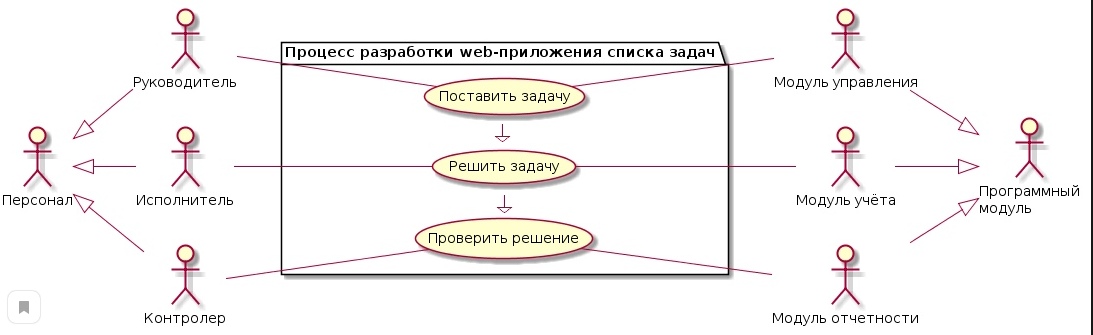 Процесс разработки web-приложения списка задач
Руководитель
Поставить задачу
Модуль управления
Персонал
Исполнитель
Решить задачу
Модуль учёта
Программный
модуль
Проверить решение
Контролер
Модуль отчетности